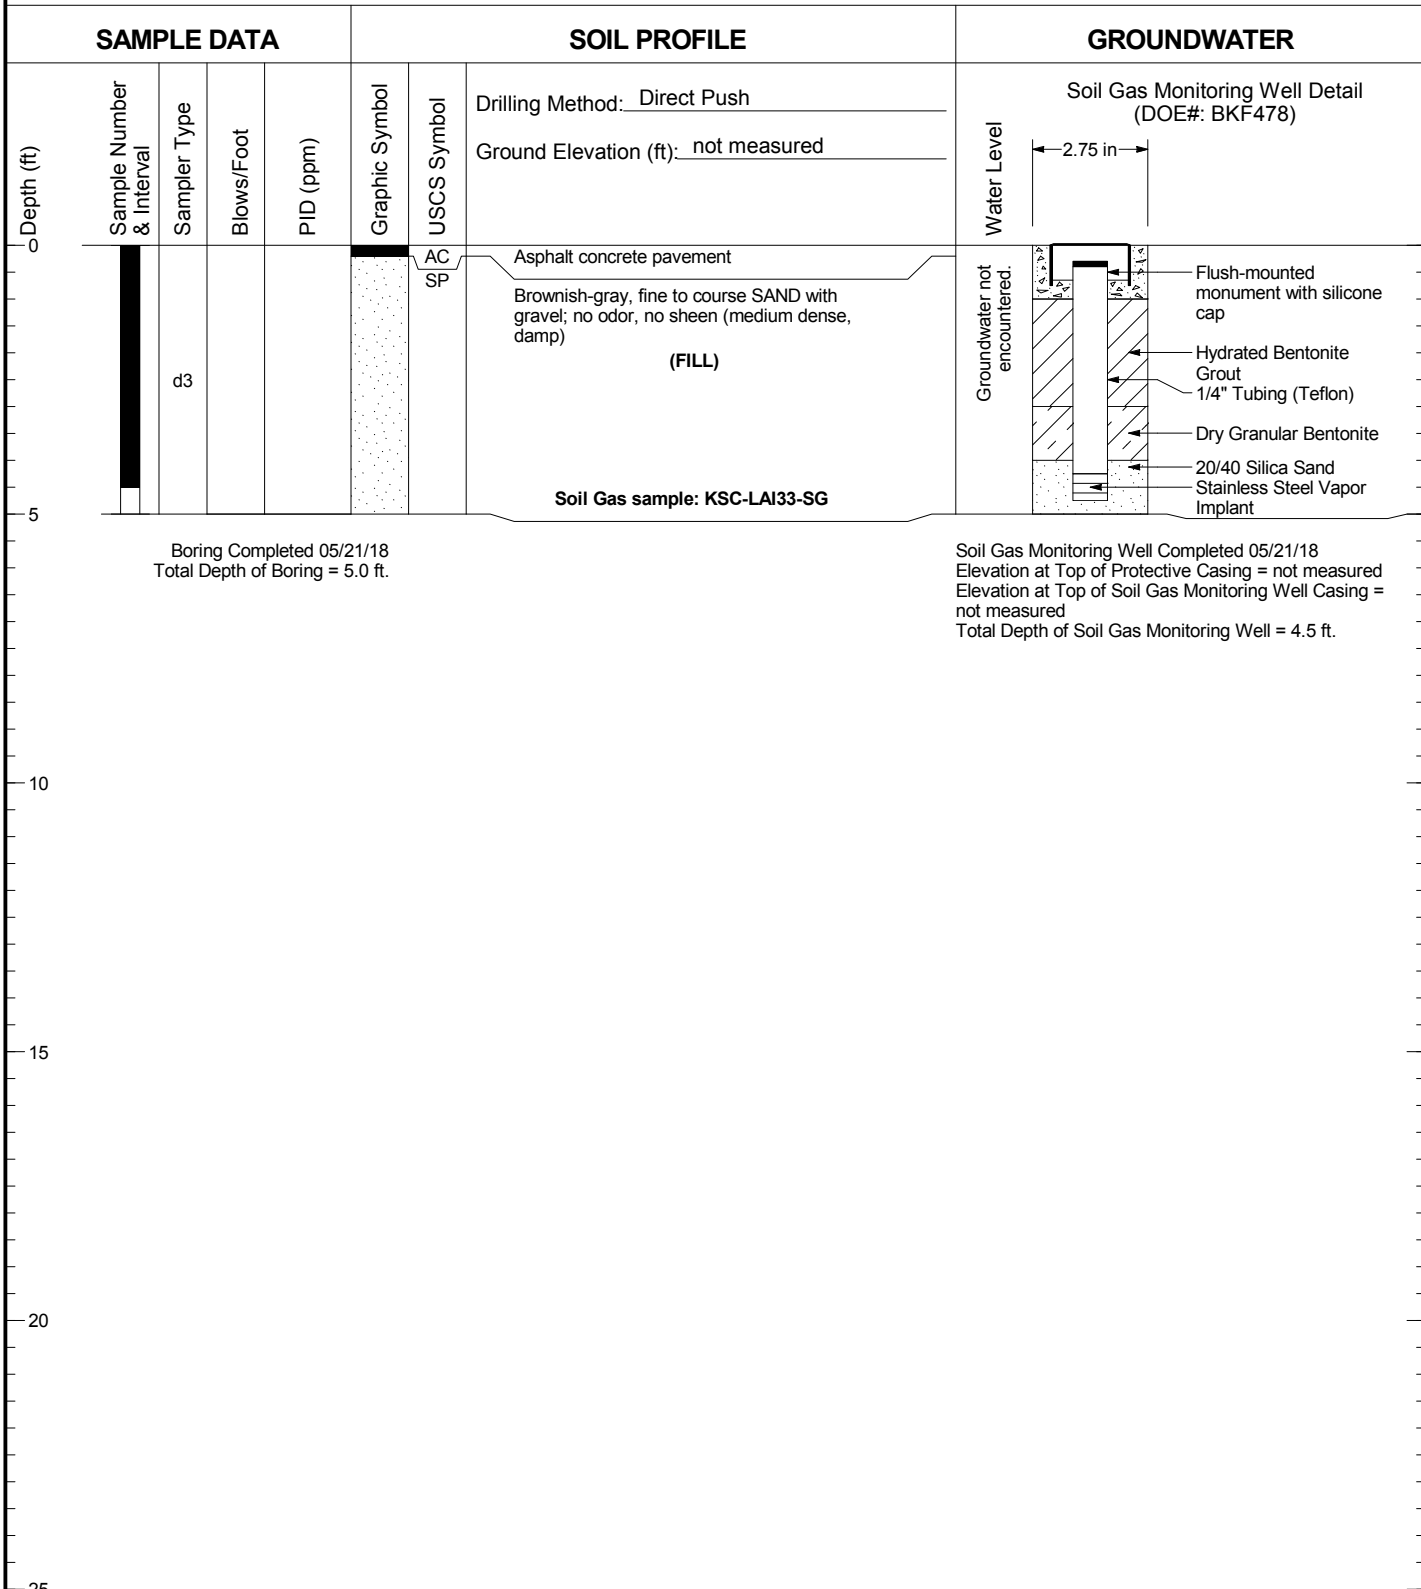 SAMPLE DATA
SOIL PROFILE
GROUNDWATER
Depth (ft)
Sample Number
& Interval
Sampler Type
Blows/Foot
PID (ppm)
Graphic Symbol
USCS Symbol
Drilling Method: Direct Push
Ground Elevation (ft): not measured
Water Level
Soil Gas Monitoring Well Detail
(DOE#: BKF478)
2.75 in
0
AC
SP
d3
Asphalt concrete pavement
Brownish-gray, fine to course SAND with
gravel; no odor, no sheen (medium dense,
damp)
(FILL)
Soil Gas sample: KSC-LAI33-SG
Groundwater not
encountered.
Flush-mounted
monument with silicone
cap
Hydrated Bentonite
Grout
1/4" Tubing (Teflon)
Dry Granular Bentonite
20/40 Silica Sand
Stainless Steel Vapor
Implant
5
Boring Completed 05/21/18
Total Depth of Boring = 5.0 ft.
Soil Gas Monitoring Well Completed 05/21/18
Elevation at Top of Protective Casing = not measured
Elevation at Top of Soil Gas Monitoring Well Casing =
not measured
Total Depth of Soil Gas Monitoring Well = 4.5 ft.
10
15
20
25